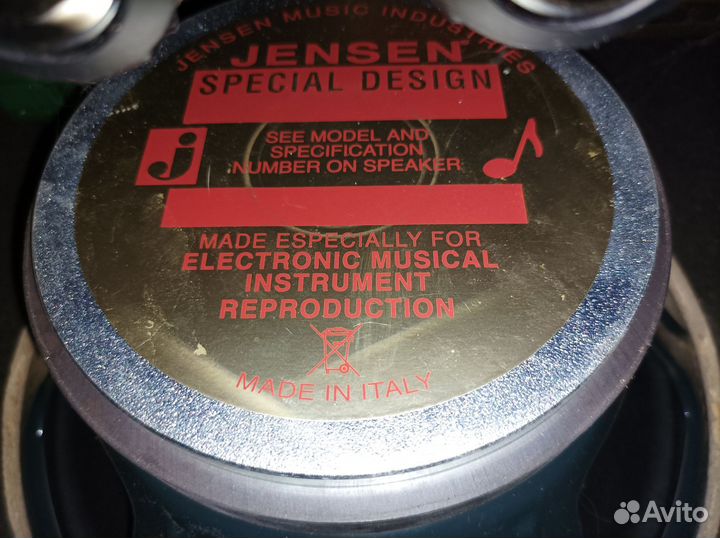 JENSEN MUSIC INDUSTRIES
JENSEN
SPECIAL DESIGN
j
SEE MODEL AND
SPECIFICATION
NUMBER ON SPEAKER
MADE ESPECIALLY FOR
ELECTRONIC MUSICAL
INSTRUMENT
REPRODUCTION
MADE IN ITALY
Avito